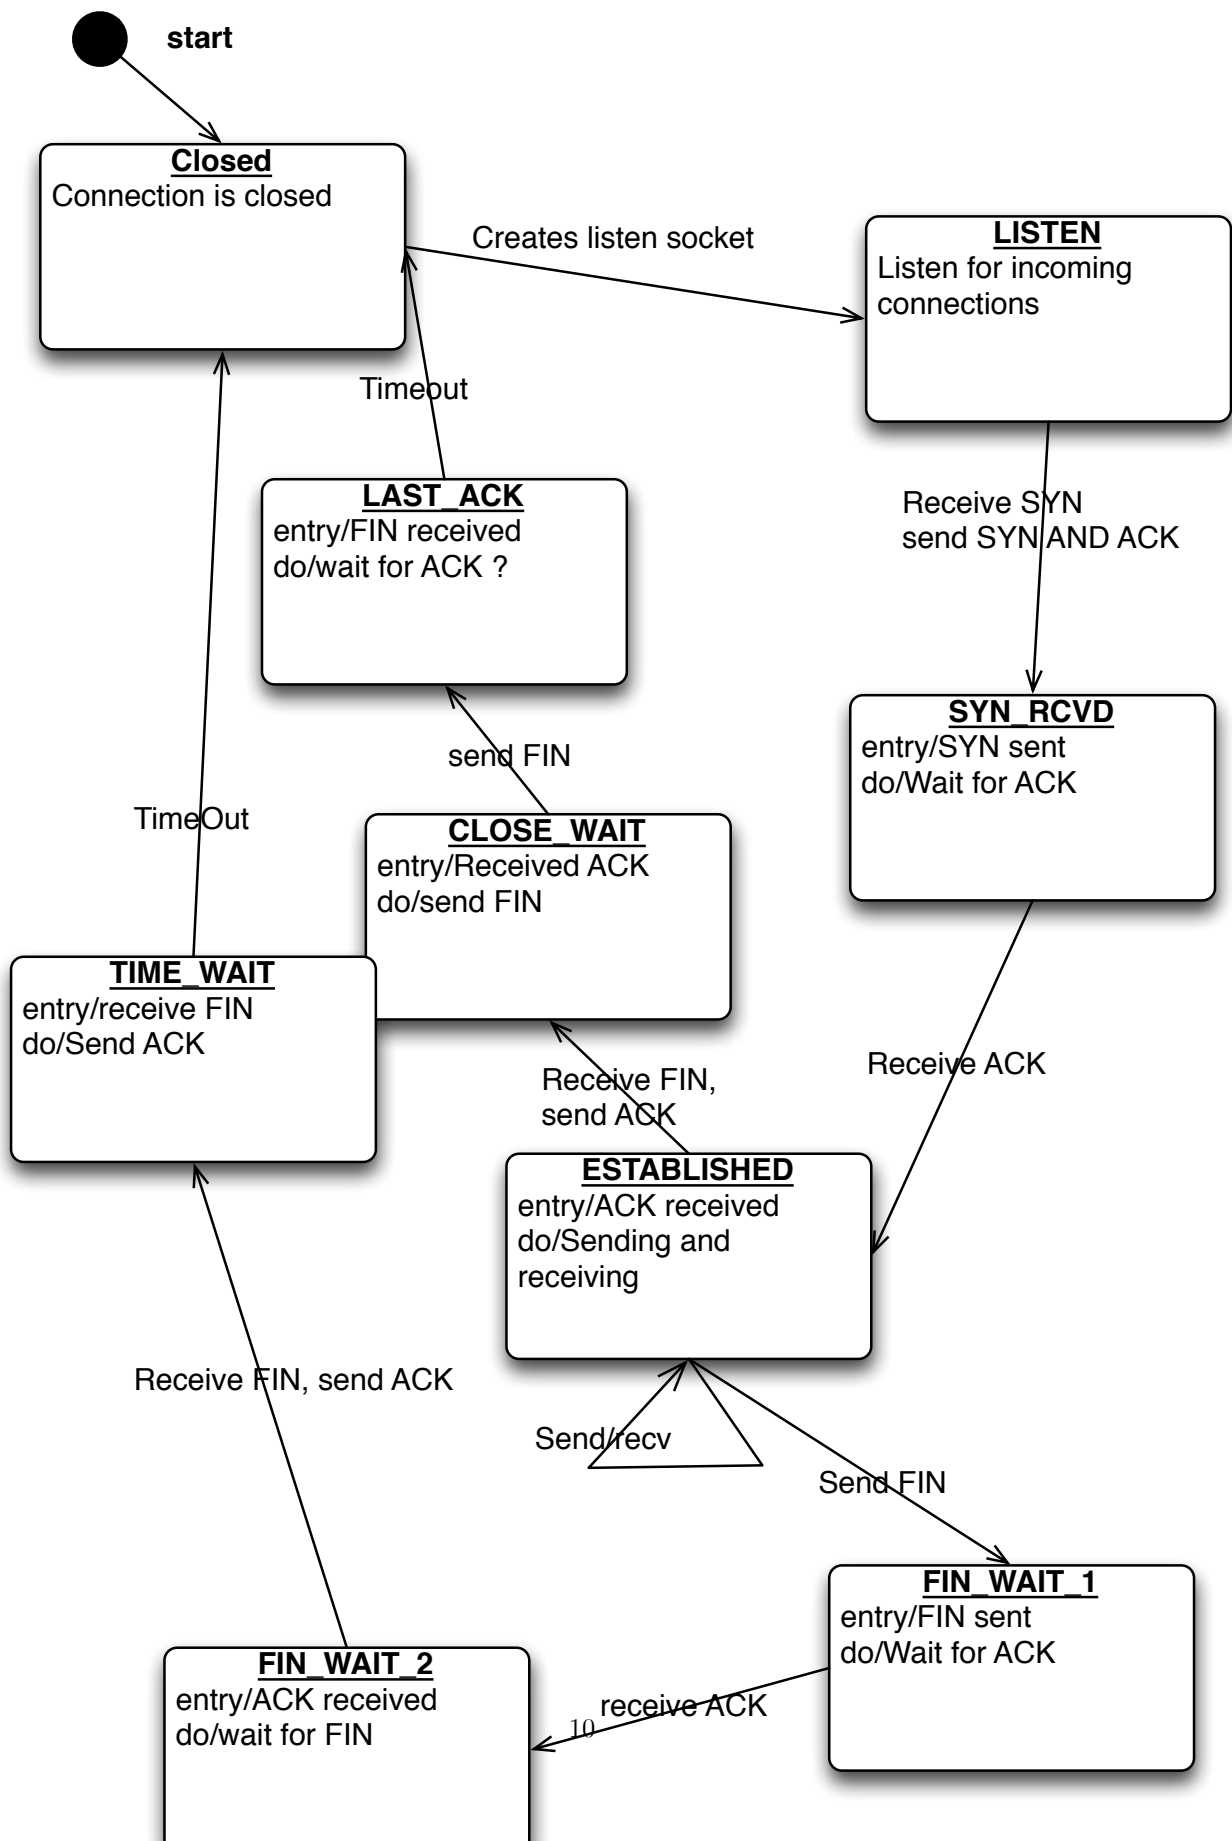 start
Closed
Connection is closed
Creates listen socket
LISTEN
Listen for incoming
connections
Timeout
LAST_ACK
entry/FIN received
do/wait for ACK ?
Receive SYN
send SYN AND ACK
SYN_RCVD
entry/SYN sent
do/Wait for ACK
send FIN
TimeOut
CLOSE_WAIT
entry/Received ACK
do/send FIN
TIME_WAIT
entry/receive FIN
do/Send ACK
Receive ACK
Receive FIN,
send ACK
ESTABLISHED
entry/ACK received
do/Sending and
receiving
Receive FIN, send ACK
Send/recv
Send FIN
FIN_WAIT_1
entry/FIN sent
do/Wait for ACK
FIN_WAIT_2
entry/ACK received
do/wait for FIN
receive ACK
10